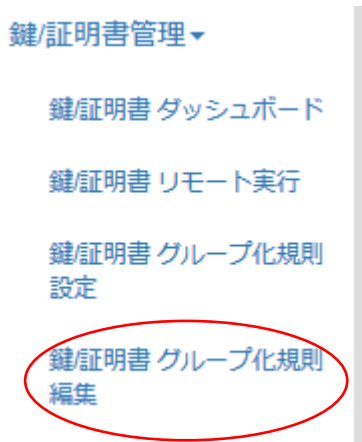 鍵/証明書管理▾
鍵/証明書 ダッシュボード
鍵/証明書 リモート実行
鍵/証明書 グループ化規則
設定
鍵/証明書 グループ化規則
編集